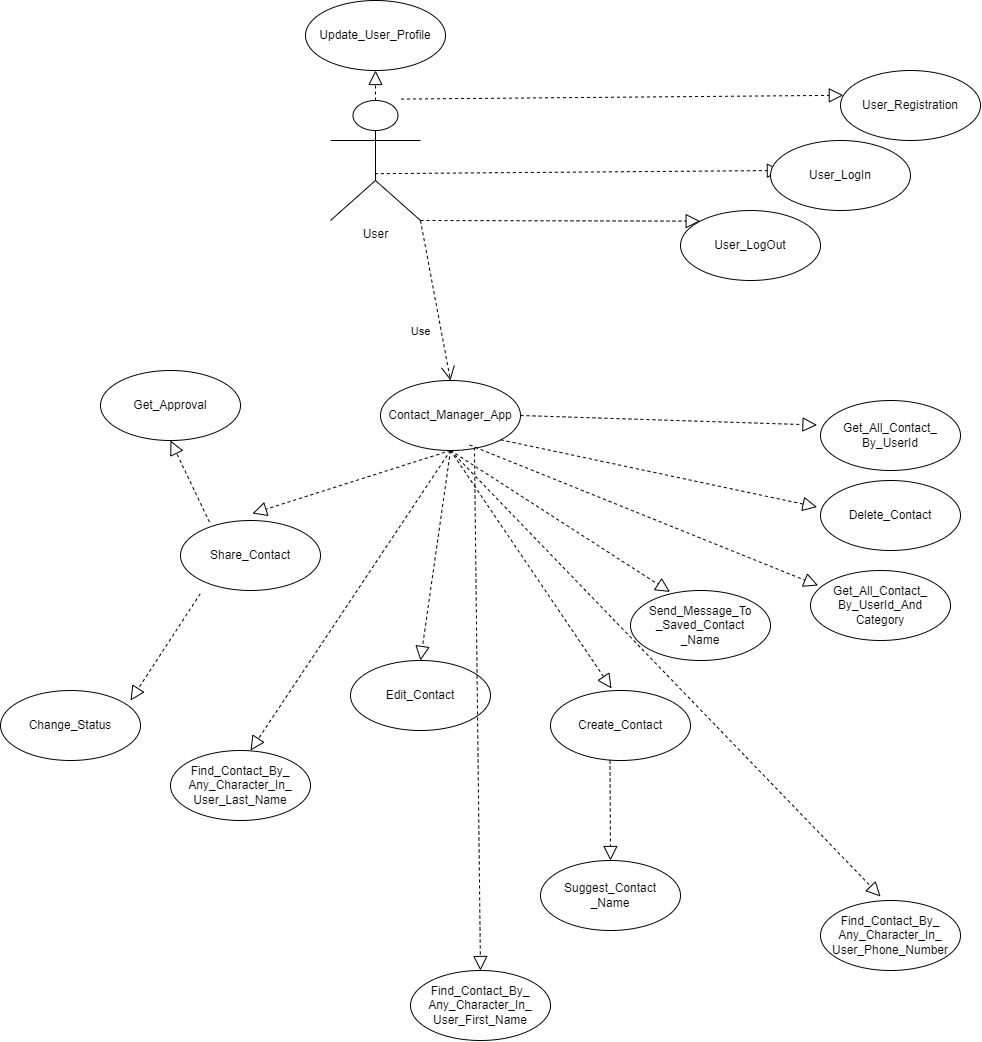 Update_User_Profile
User_Registration
User_LogIn
User_LogOut
User
Use
Get_Approval
Contact_Manager_App
Get_All_Contact_
By_UserId
Delete_Contact
Share_Contact
Get_All_Contact_
By_UserId_And
Category
Send_Message_To
_Saved_Contact
_Name
Edit_Contact
Change_Status
Create_Contact
Find_Contact_By_
Any_Character_In_
User_Last_Name
Suggest_Contact
_Name
Find_Contact_By_
Any_Character_In_
User_Phone_Number
Find_Contact_By_
Any_Character_In_
User_First_Name